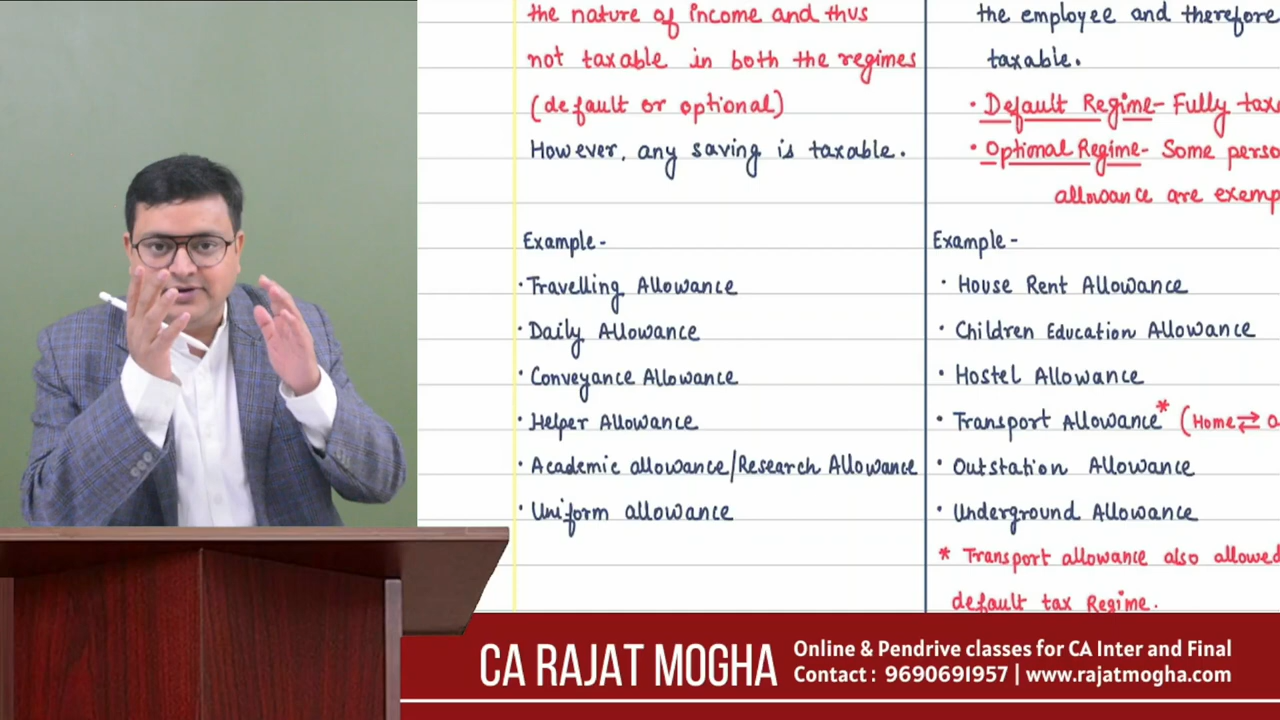 the nature of income and thus
not taxable in both the regimes
(default or optional)
However, any saving is taxable.
Example-
• Travelling Allowance
• Daily Allowance
• Conveyance Allowance
• Helper Allowance
• Academic allowance/Research Allowance
• Uniform allowance
the employee and therefore
taxable.
• Default Regime- Fully tax
• Optional Regime- Some perso
allowance are exemp
Example-
• House Rent Allowance
• Children Education Allowance
• Hostel Allowance
• Transport Allowance* (Home⇄
• Outstation Allowance
• Underground Allowance
* Transport allowance also allowed
default tax Regime.
CA RAJAT MOGHA
Online & Pendrive classes for CA Inter and Final
Contact : 9690691957 | www.rajatmogha.com